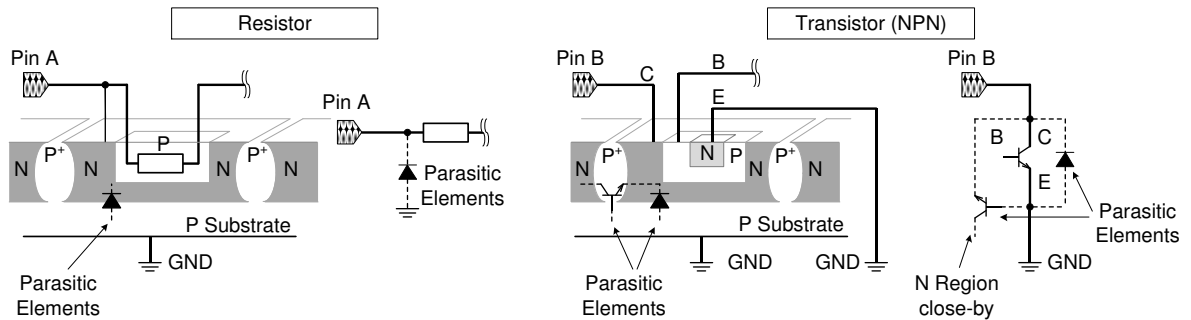 Resistor
Pin A
P
N
P+
N
N
P+
N
P Substrate
GND
Parasitic
Elements
Pin A
Parasitic
Elements
Transistor (NPN)
Pin B
C
B
E
N
P+
N
N
P
P+
N
N
P Substrate
GND
GND
Parasitic
Elements
Pin B
B
C
E
Parasitic
Elements
GND
N Region
close-by